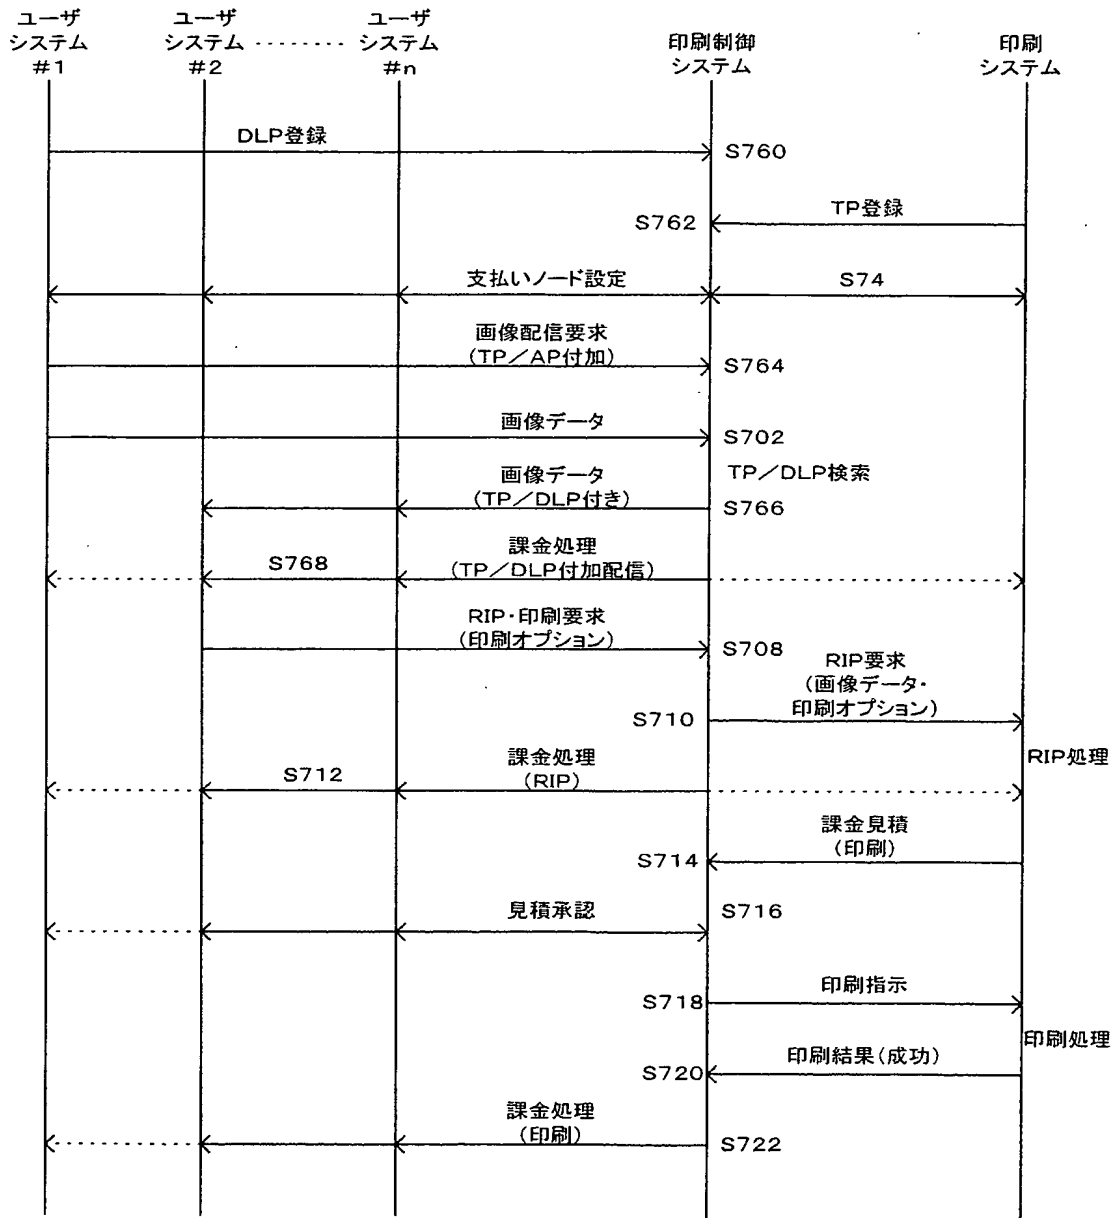 ユーザ
システム
#1
ユーザ
システム
#2
ユーザ
システム
#n
印刷制御
システム
印刷
システム
DLP登録
S760
TP登録
S762
支払いノード設定
S74
画像配信要求
(TP／AP付加)
S764
画像データ
S702
TP／DLP検索
画像データ
(TP／DLP付き)
S766
課金処理
(TP／DLP付加配信)
S768
RIP・印刷要求
(印刷オプション)
S708
RIP要求
(画像データ・
印刷オプション)
S710
RIP処理
課金処理
(RIP)
S712
課金見積
(印刷)
S714
見積承認
S716
印刷指示
S718
印刷処理
印刷結果(成功)
S720
課金処理
(印刷)
S722